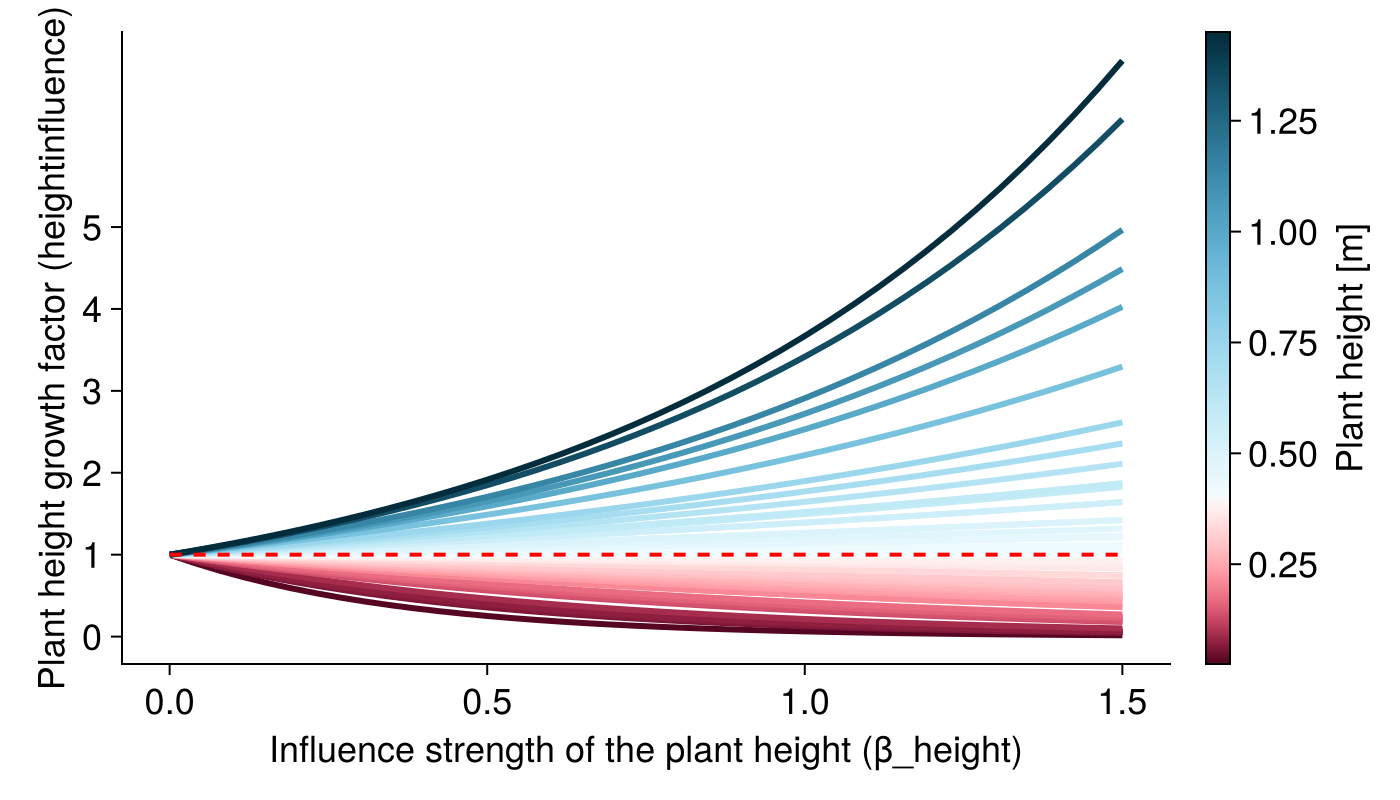 Plant height growth factor (heightinfluence)
5
4
3
2
1
0
0.0 0.5 1.0 1.5
Influence strength of the plant height (β_height)
1.25
1.00
0.75
0.50
0.25
Plant height [m]